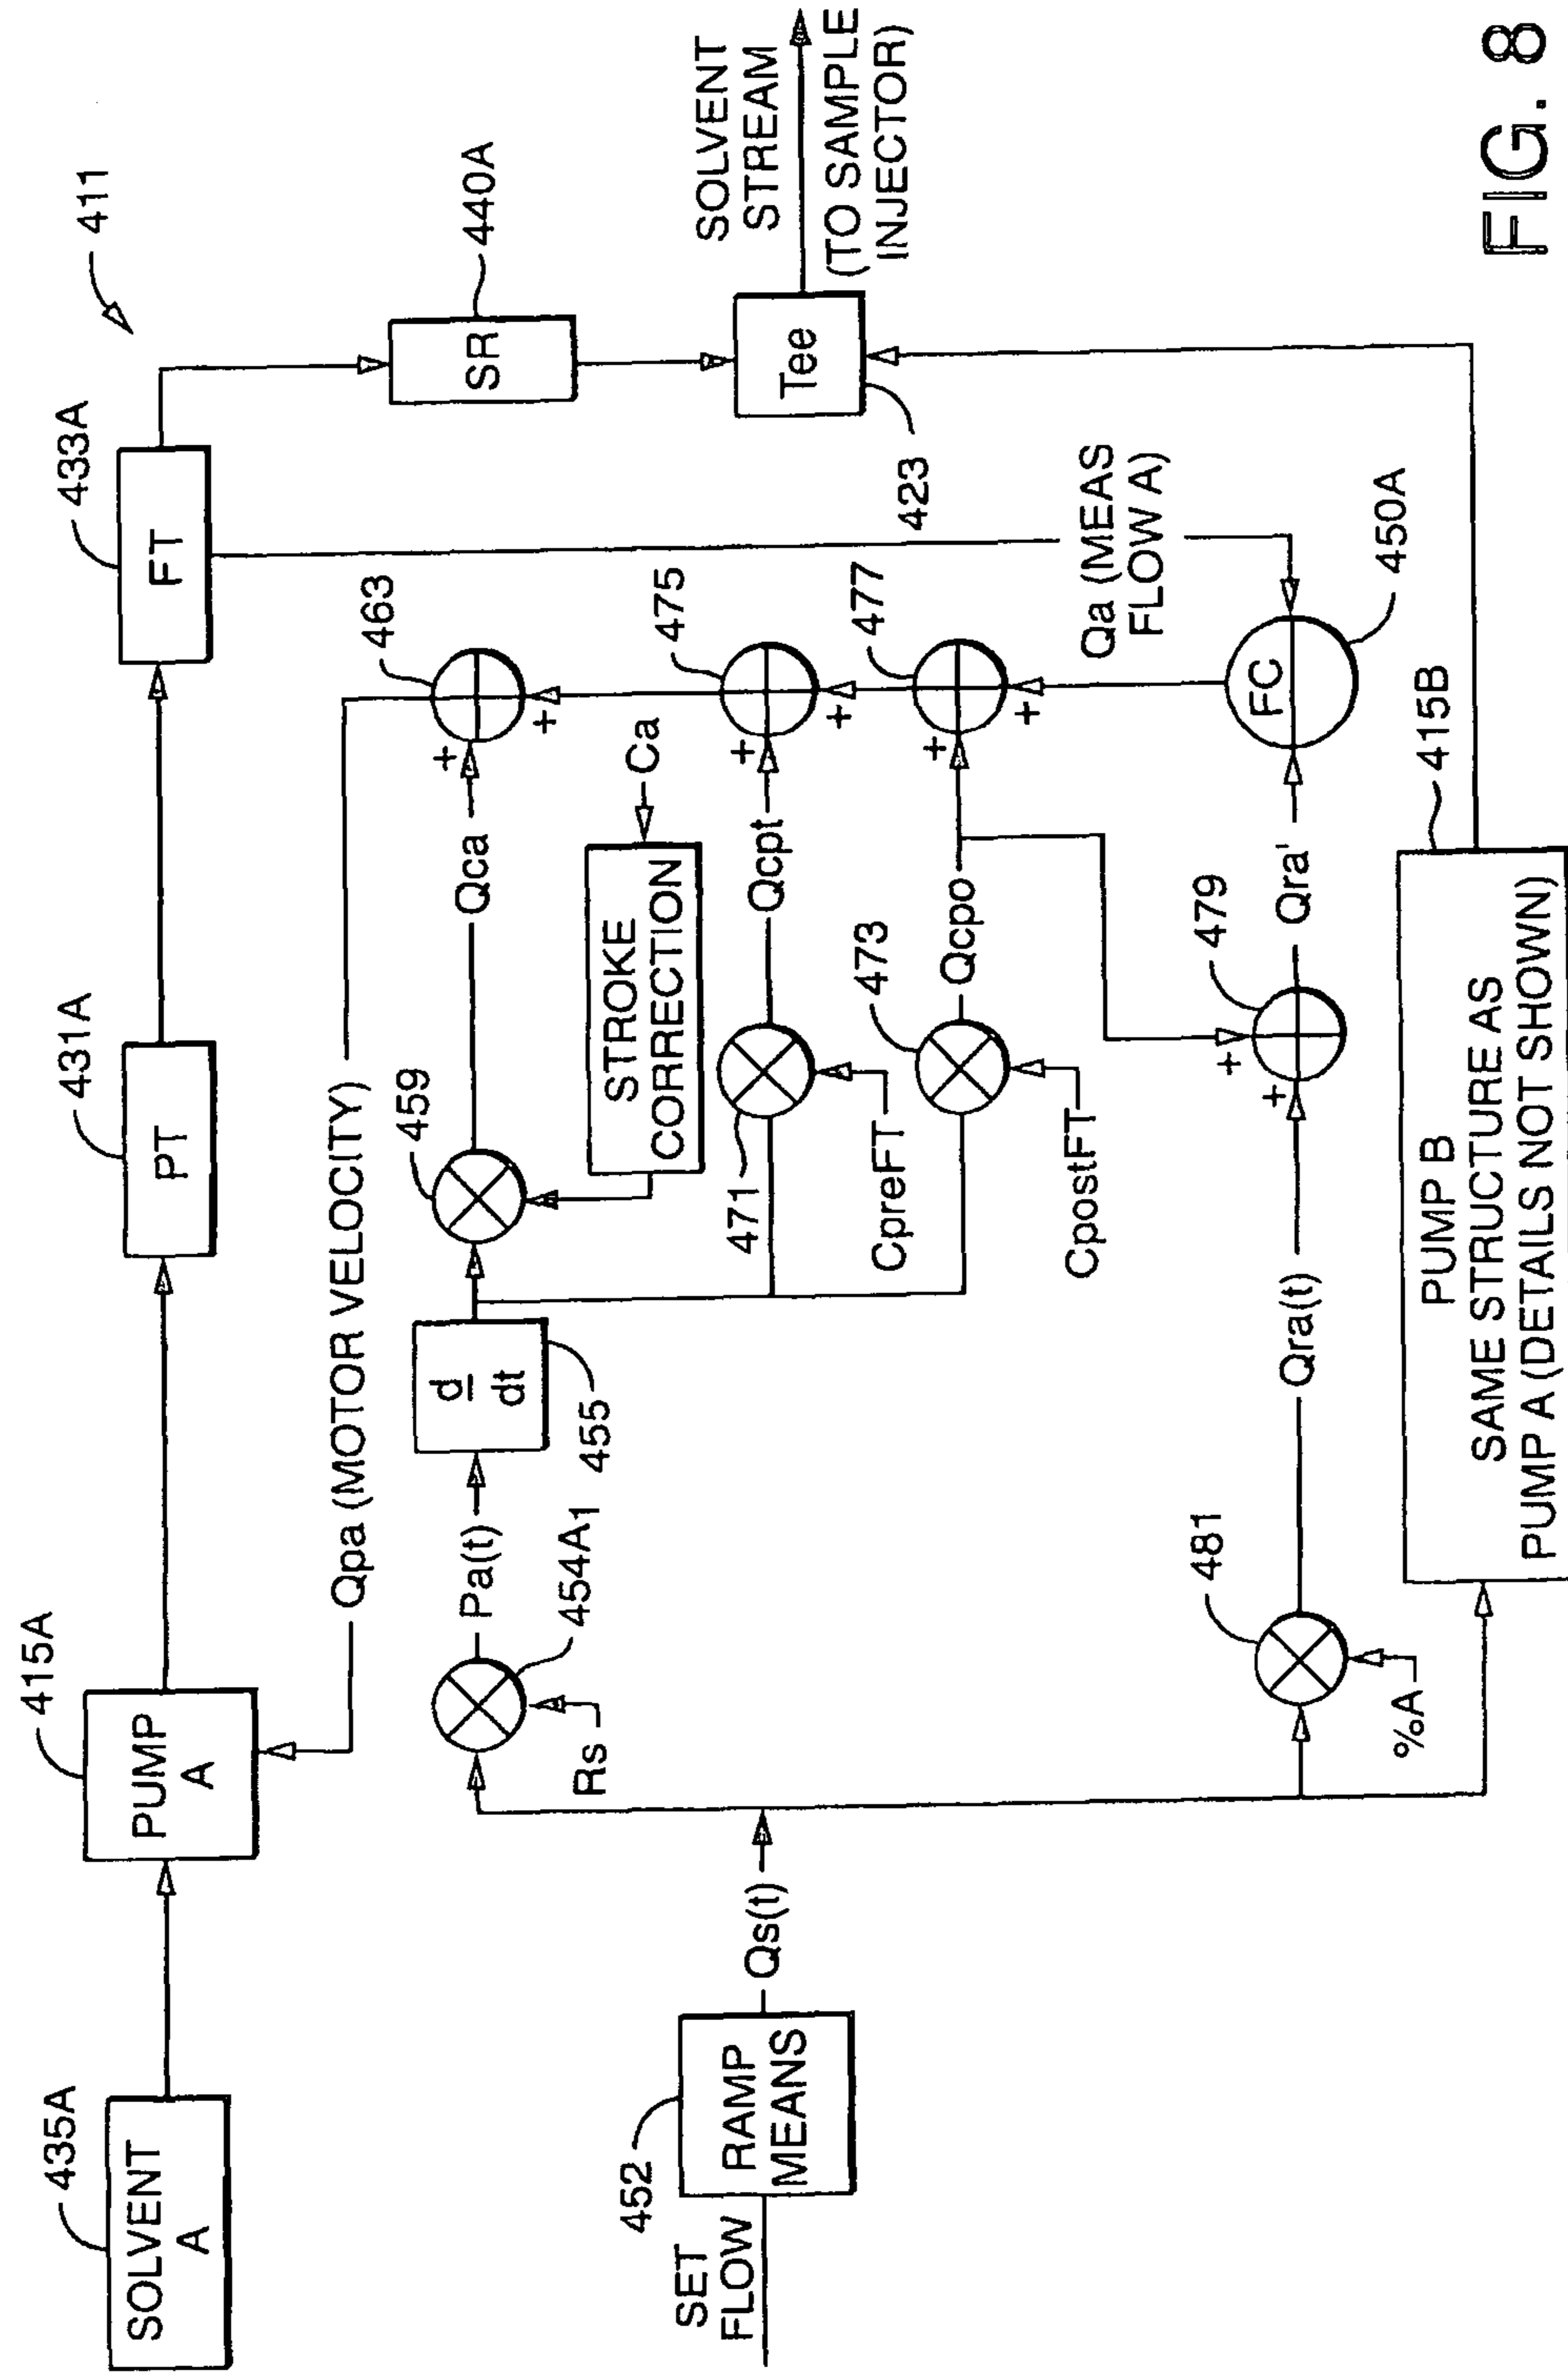 411
435A
SOLVENT
A
415A
PUMP
A
431A
PT
433A
FT
440A
SR
SOLVENT
STREAM
(TO SAMPLE
INJECTOR)
Tee
423
Qpa (MOTOR VELOCITY)
Rs
454A1
Pa(t)
d
dt
455
459
Qca
+
+
463
STROKE
CORRECTION
Ca
471
CpreFT
Qcpt
+
+
475
473
CpostFT
Qcpo
+
+
477
Qa (MEAS
FLOW A)
FC
450A
SET
FLOW
452
RAMP
MEANS
Qs(t)
481
%A
Qra(t)
+
+
479
Qra'
415B
PUMP B
SAME STRUCTURE AS
PUMP A (DETAILS NOT SHOWN)
FIG. 8